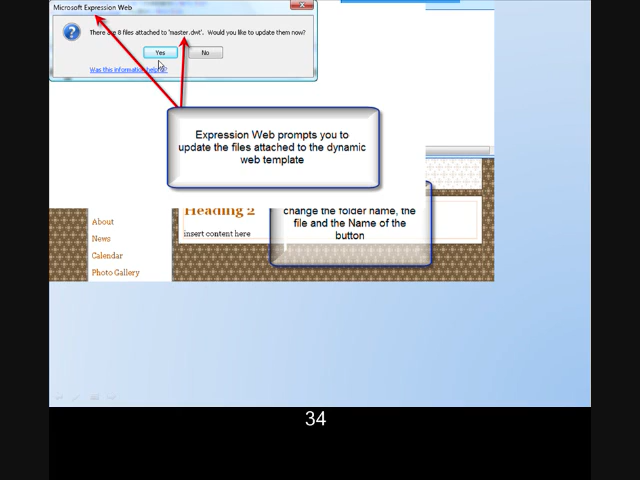 Microsoft Expression Web
There are 8 files attached to 'master.dwt'. Would you like to update them now?
Yes
No
Was this information helpful?
Expression Web prompts you to
update the files attached to the dynamic
web template
Heading 2
insert content here
change the folder name, the
file and the Name of the
button
About
News
Calendar
Photo Gallery
34